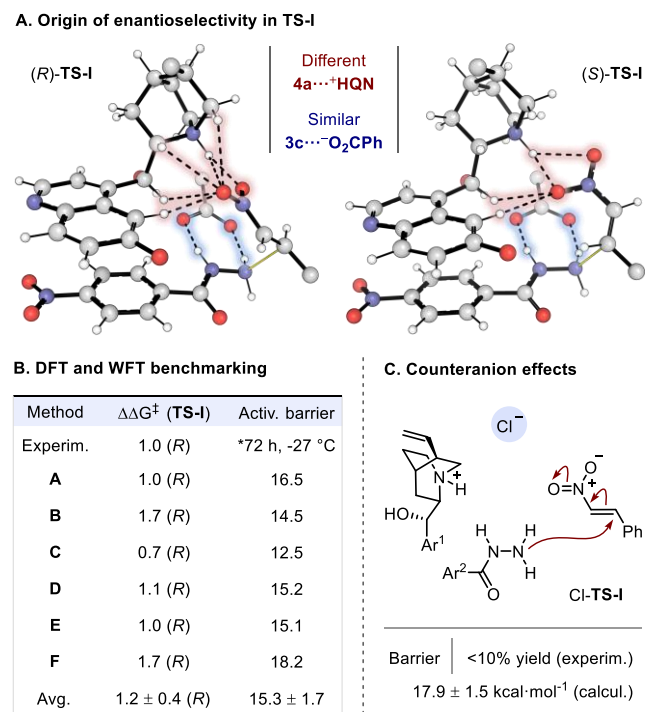 A. Origin of enantioselectivity in TS-I
(R)-TS-I
Different
4a···⁺HQN
Similar
3c···⁻O₂CPh
(S)-TS-I
B. DFT and WFT benchmarking
Method ΔΔG‡ (TS-I) Activ. barrier
Experim. 1.0 (R) *72 h, -27 °C
A 1.0 (R) 16.5
B 1.7 (R) 14.5
C 0.7 (R) 12.5
D 1.1 (R) 15.2
E 1.0 (R) 15.1
F 1.7 (R) 18.2
Avg. 1.2 ± 0.4 (R) 15.3 ± 1.7
C. Counteranion effects
Cl⁻
N⁺
H
HO
Ar¹
O⁻
O N⁺
Ph
H H
N N
H
Ar²
O
Cl-TS-I
Barrier <10% yield (experim.)
17.9 ± 1.5 kcal·mol⁻¹ (calcul.)